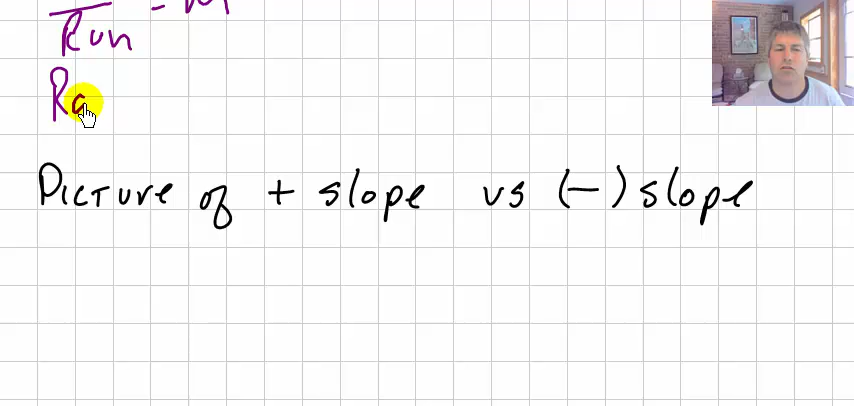 Run = m
Ra
Picture of + slope vs (-) slope